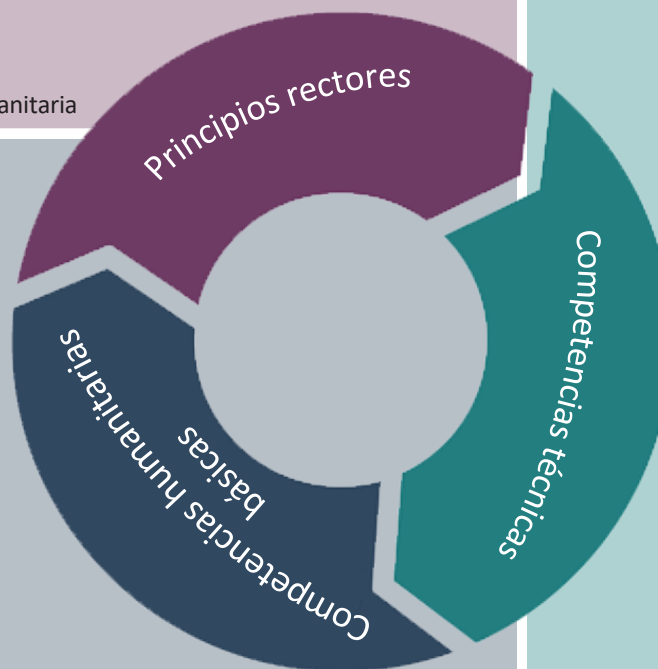 anitaria
Principios rectores
Competencias técnicas
Competencias humanitarias
básicas